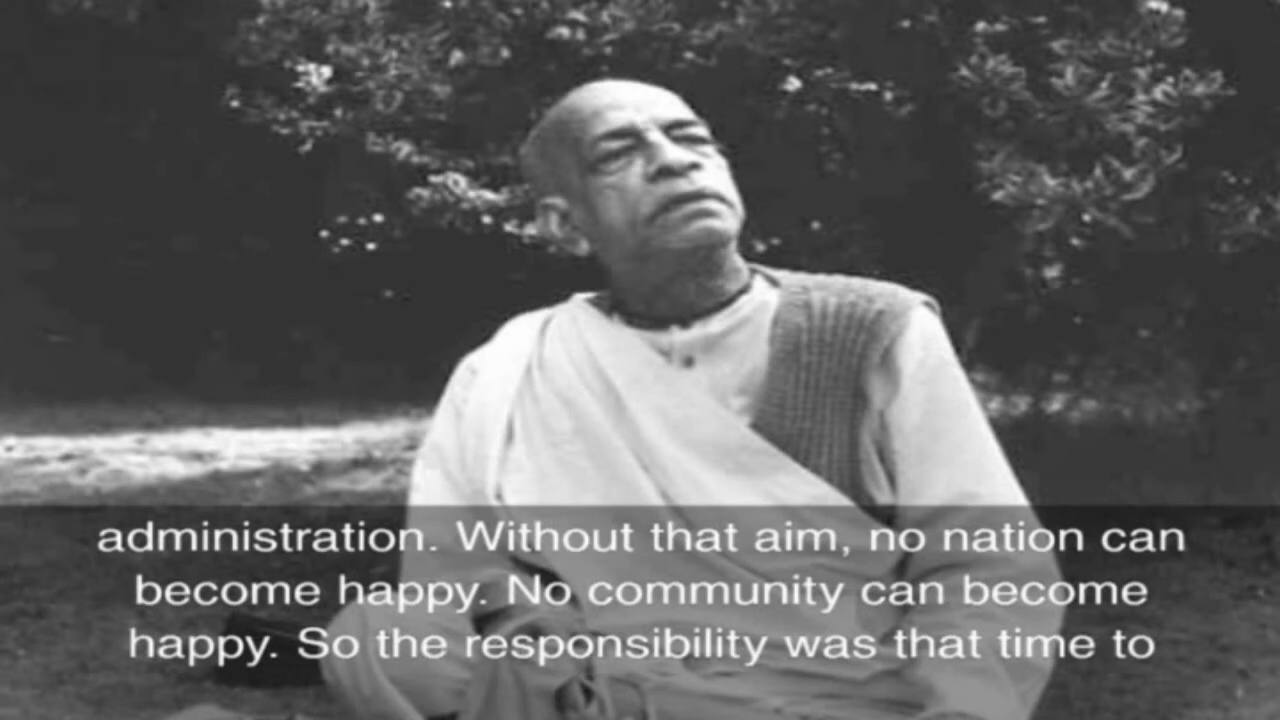 administration. Without that aim, no nation can
become happy. No community can become
happy. So the responsibility was that time to